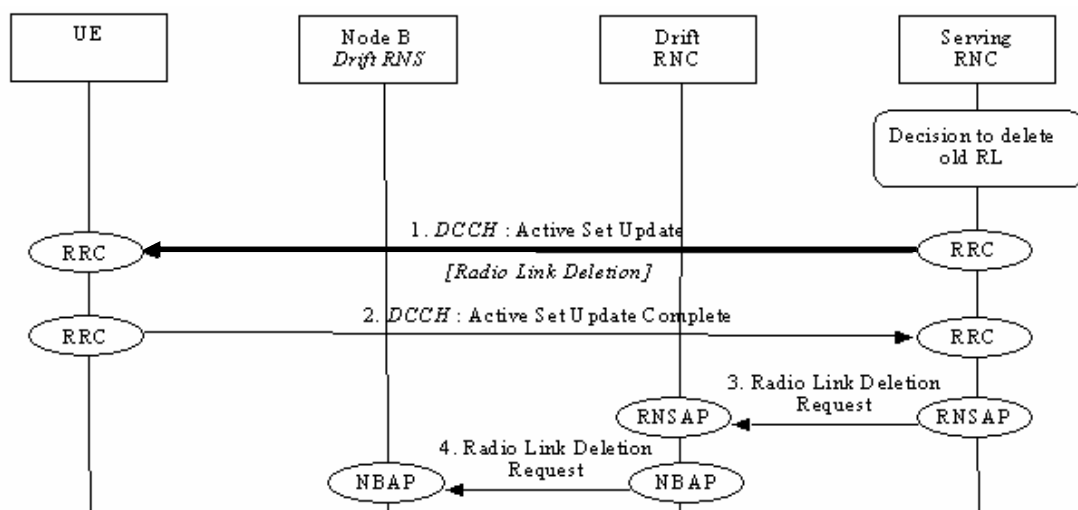 UE
Node B
Drift RNS
Drift
RNC
Serving
RNC
Decision to delete
old RL
1. DCCH : Active Set Update
RRC
RRC
[Radio Link Deletion]
2. DCCH : Active Set Update Complete
RRC
RRC
3. Radio Link Deletion
Request
RNSAP
RNSAP
4. Radio Link Deletion
Request
NBAP
NBAP